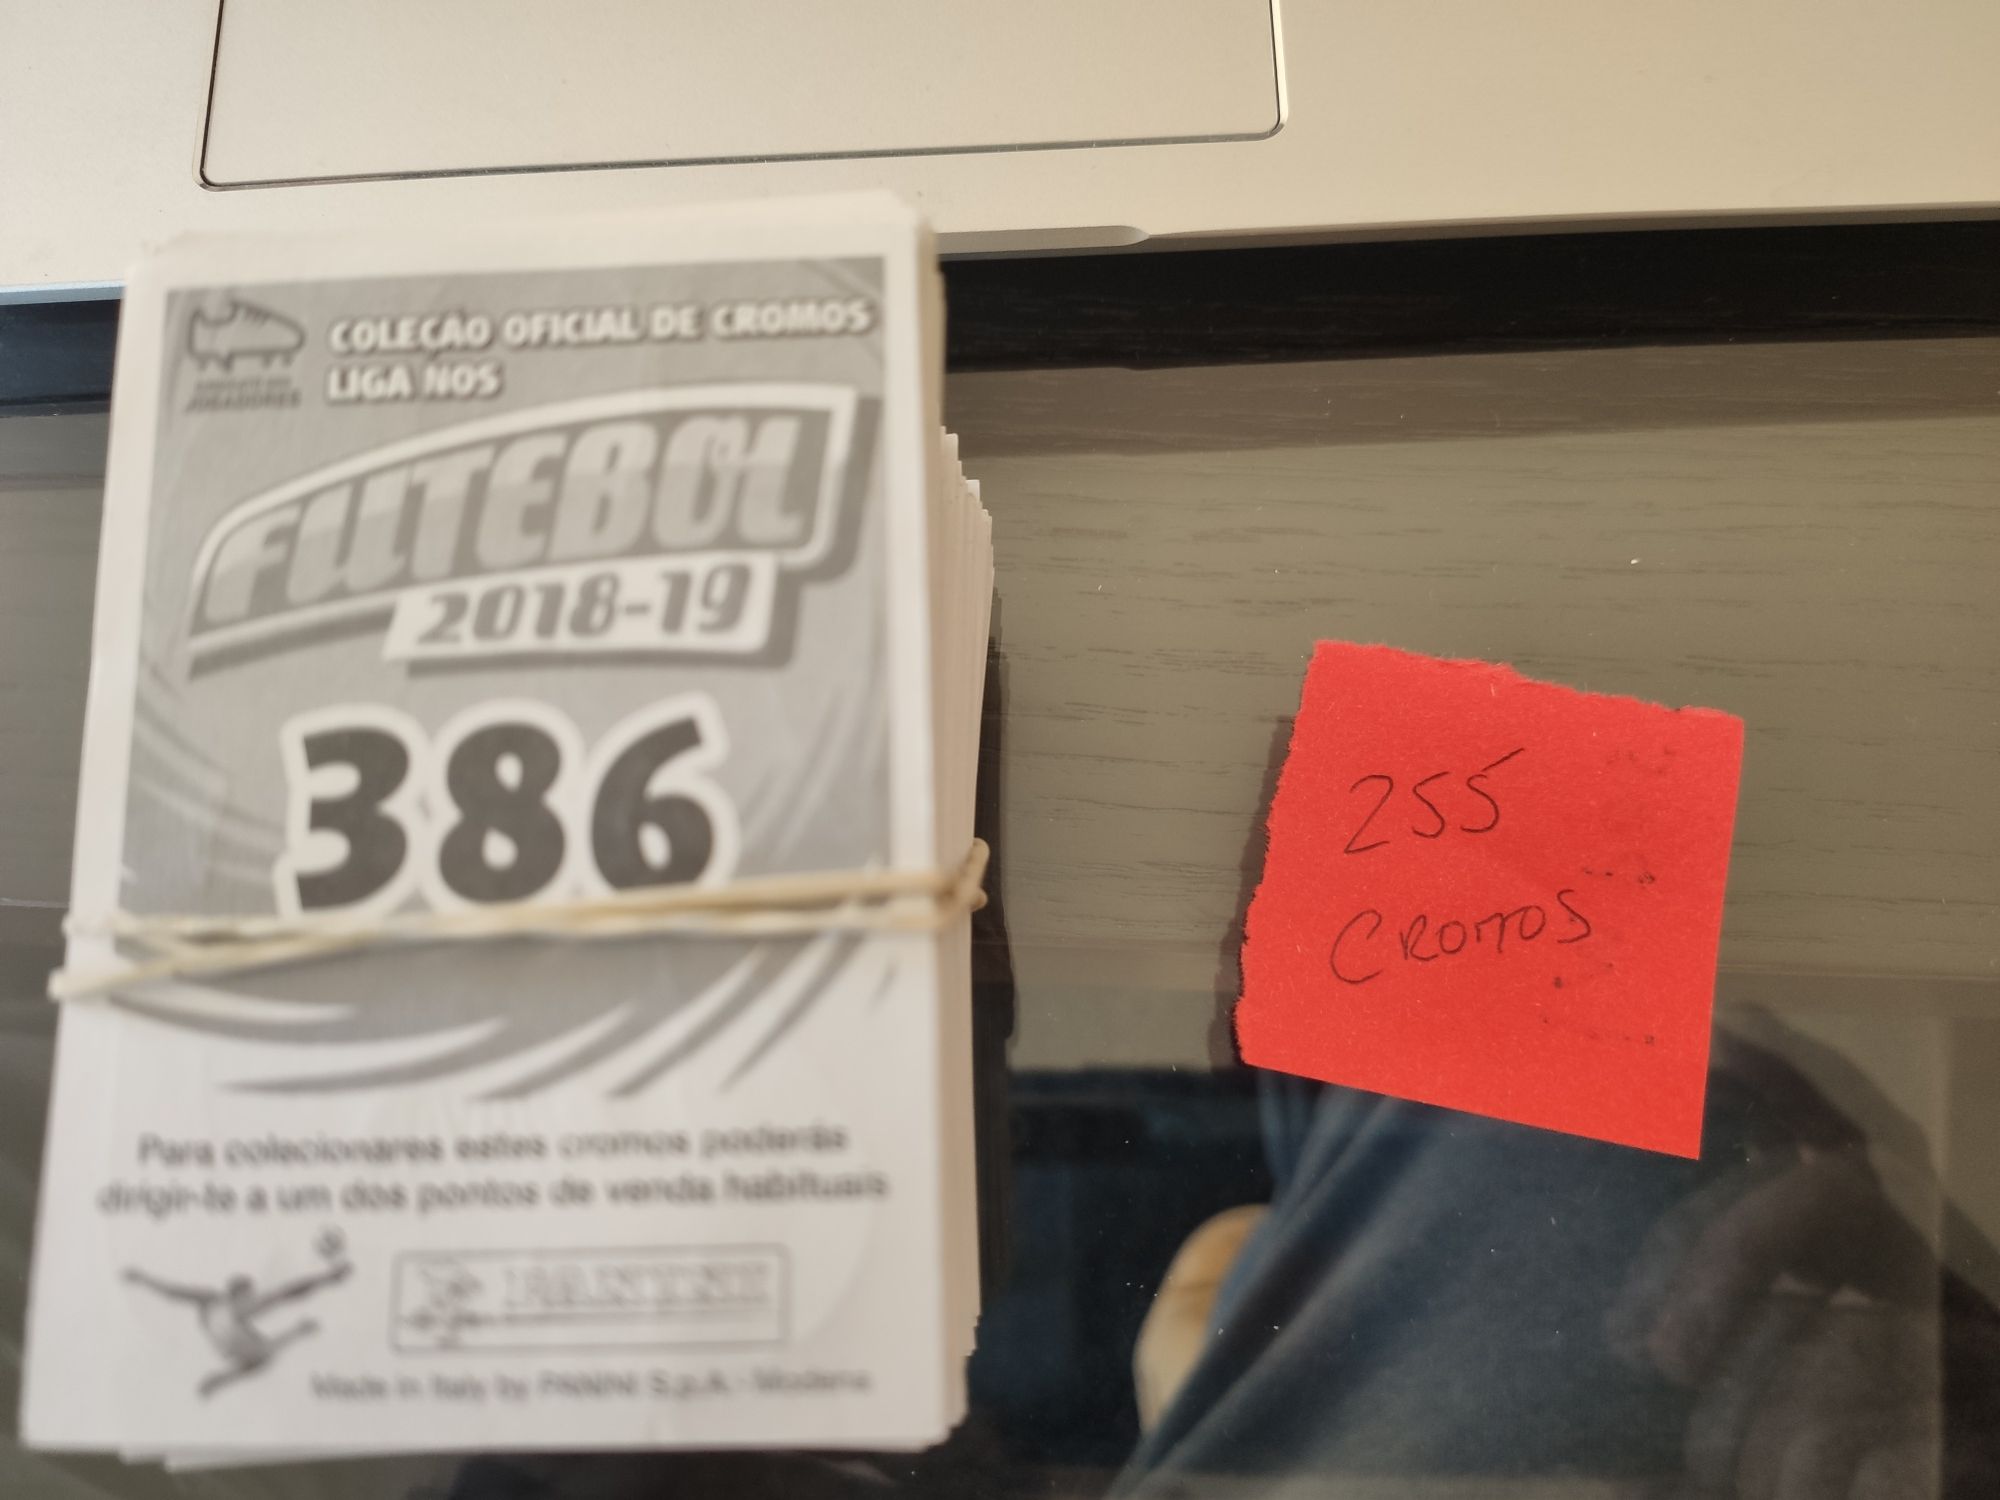 COLEÇÃO OFICIAL DE CROMOS
LIGA NOS
JOGADORES
FUTEBOL
2018-19
386
Para colecionares estes cromos poderás
dirigir-te a um dos pontos de venda habituais
PANINI
Made in Italy by PANINI S.p.A. - Modena
255
CROMOS